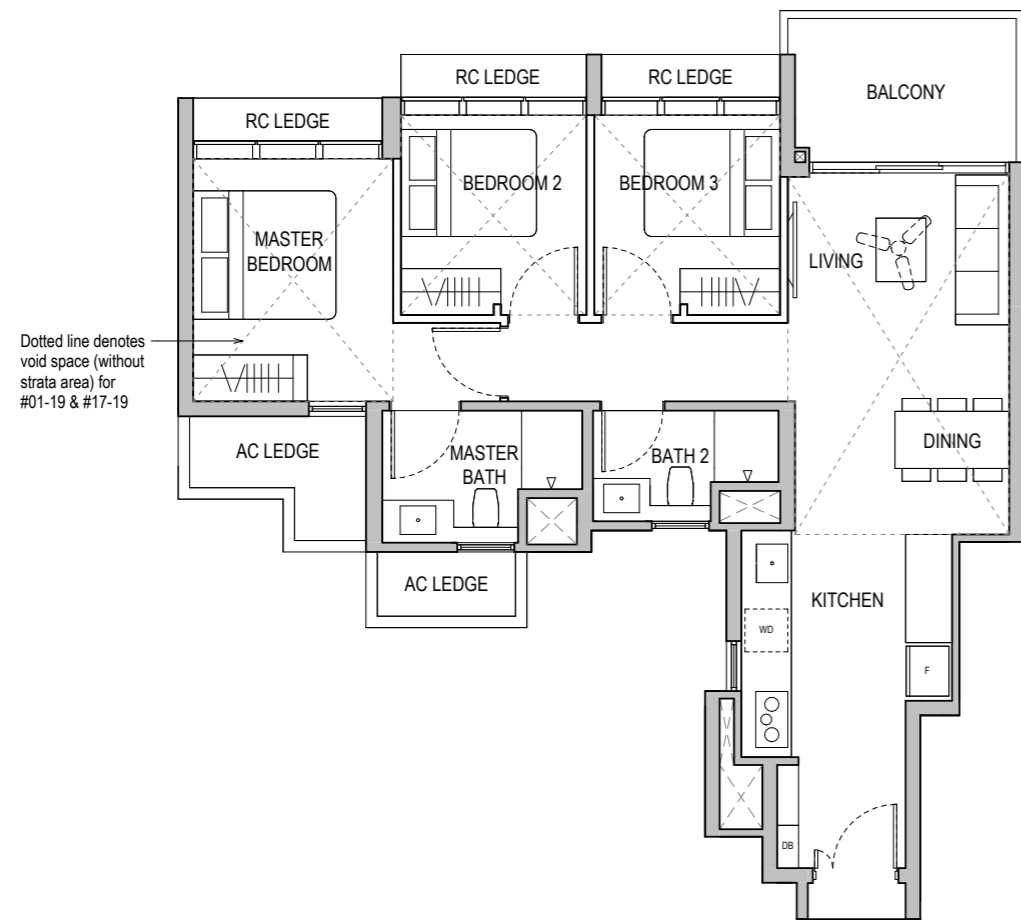 RC LEDGE
RC LEDGE
BALCONY
RC LEDGE
BEDROOM 2
BEDROOM 3
MASTER
BEDROOM
LIVING
Dotted line denotes
void space (without
strata area) for
#01-19 & #17-19
AC LEDGE
MASTER
BATH
BATH 2
DINING
AC LEDGE
KITCHEN
WD
F
DB